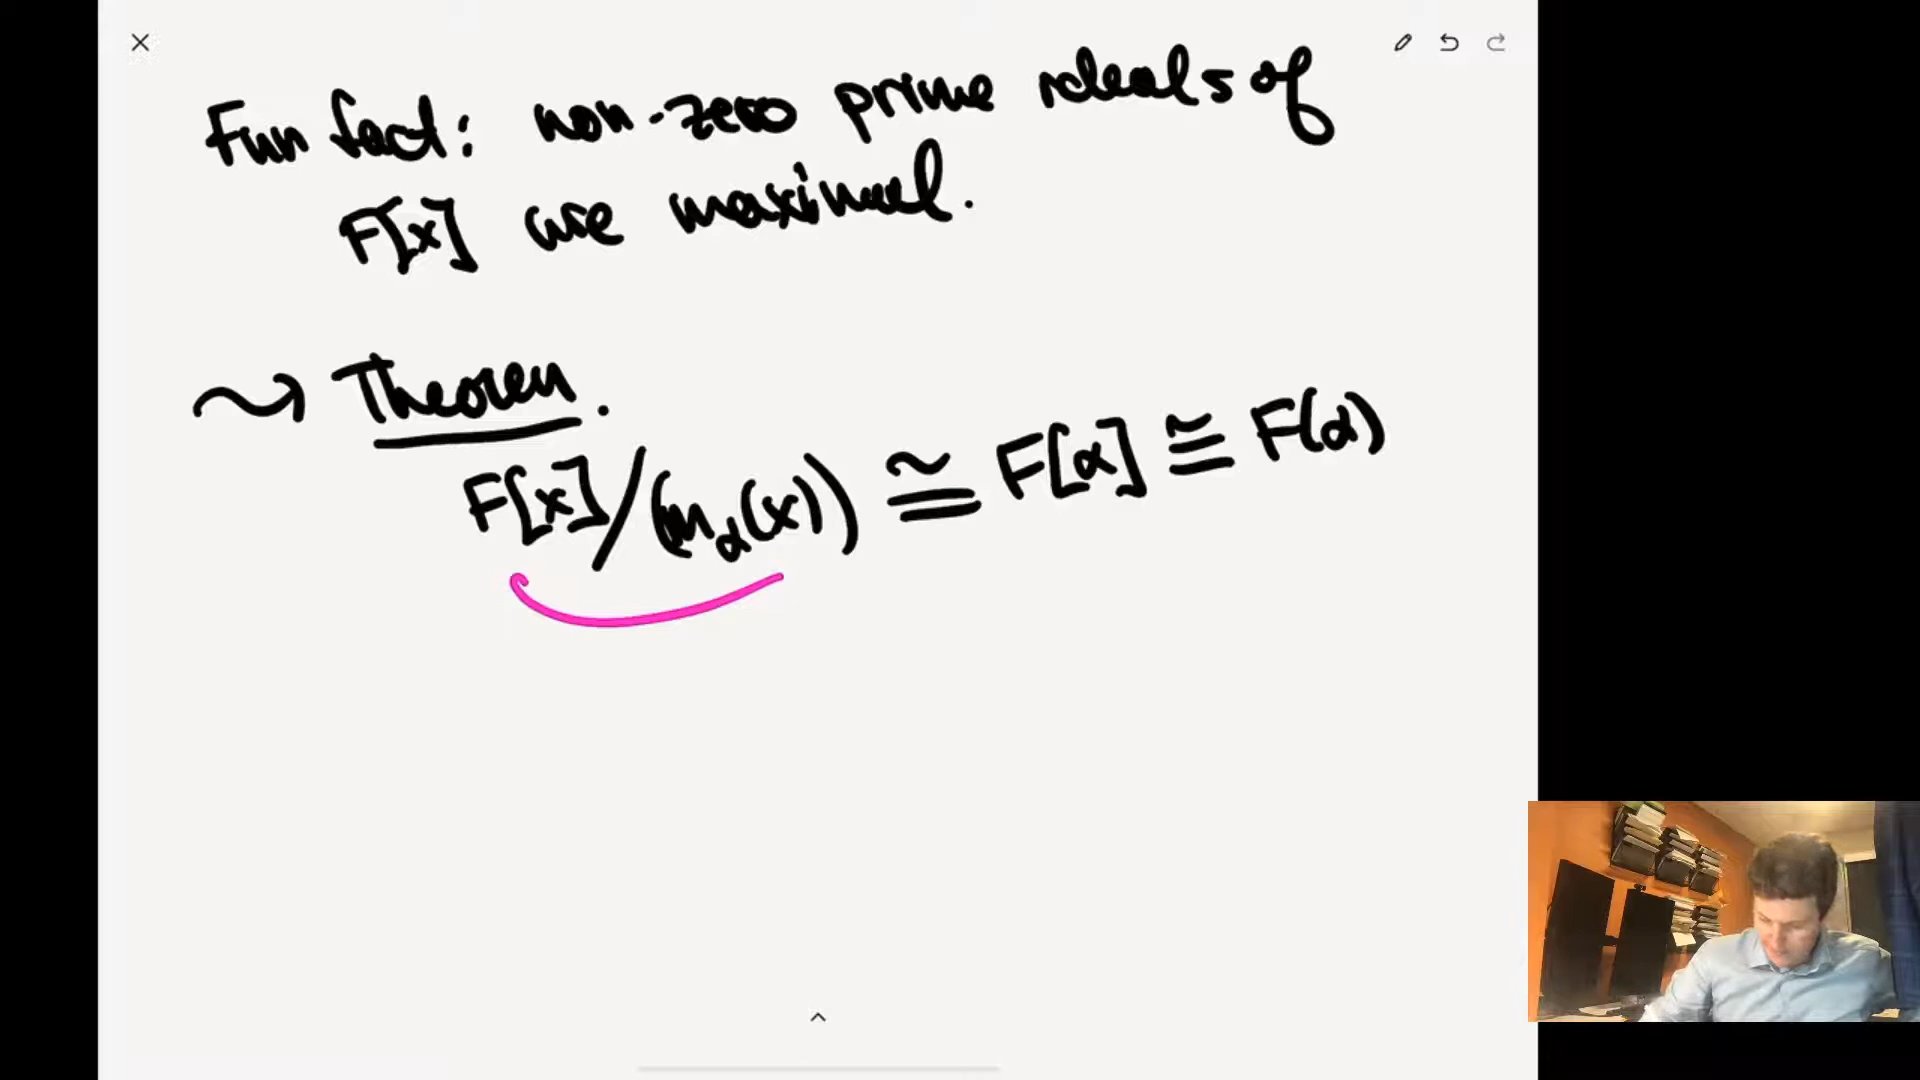 Fun fact: non-zero prime ideals of
F[x] are maximal.
⇝ Theorem.
F[x]/(m_α(x)) ≅ F[α] ≅ F(α)